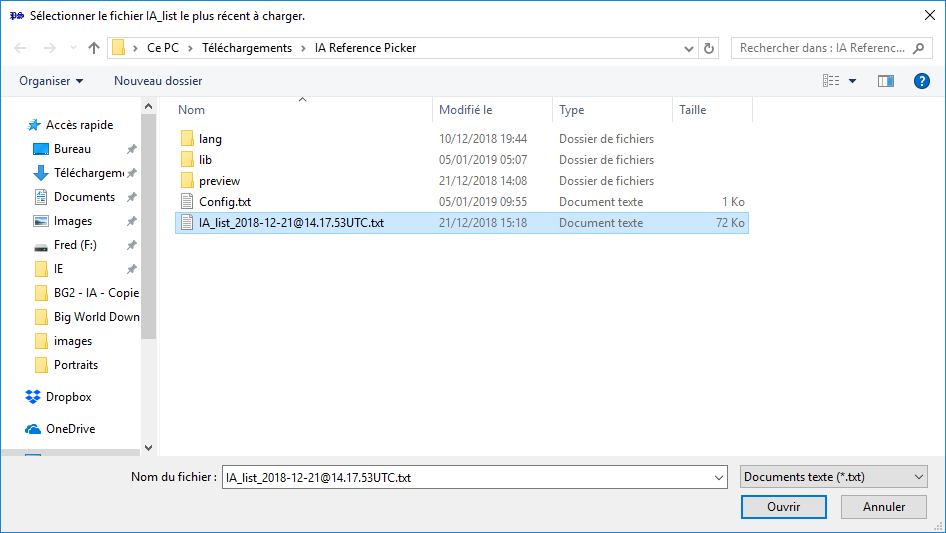 Sélectionner le fichier IA_list le plus récent à charger.
Ce PC > Téléchargements > IA Reference Picker
Rechercher dans : IA Referenc...
Organiser
Nouveau dossier
Nom Modifié le Type Taille
Accès rapide
Bureau
Téléchargem
Documents
Images
Fred (F:)
IE
BG2 - IA - Copie
Big World Down
images
Portraits
Dropbox
OneDrive
lang 10/12/2018 19:44 Dossier de fichiers
lib 05/01/2019 05:07 Dossier de fichiers
preview 21/12/2018 14:08 Dossier de fichiers
Config.txt 05/01/2019 09:55 Document texte 1 Ko
IA_list_2018-12-21@14.17.53UTC.txt 21/12/2018 15:18 Document texte 72 Ko
Nom du fichier : IA_list_2018-12-21@14.17.53UTC.txt
Documents texte (*.txt)
Ouvrir
Annuler